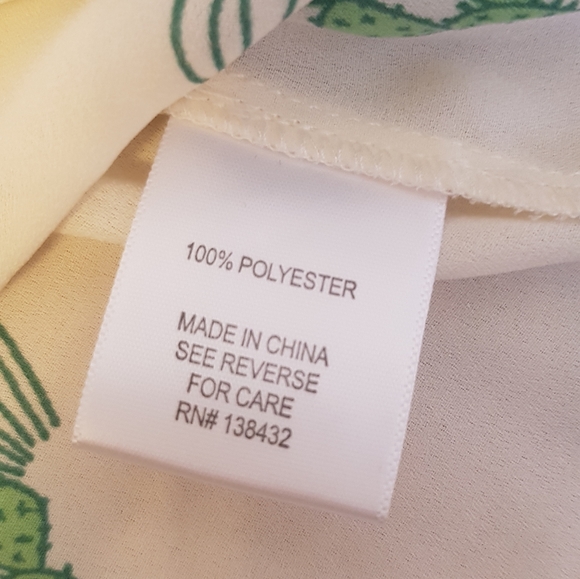 100% POLYESTER
MADE IN CHINA
SEE REVERSE
FOR CARE
RN# 138432